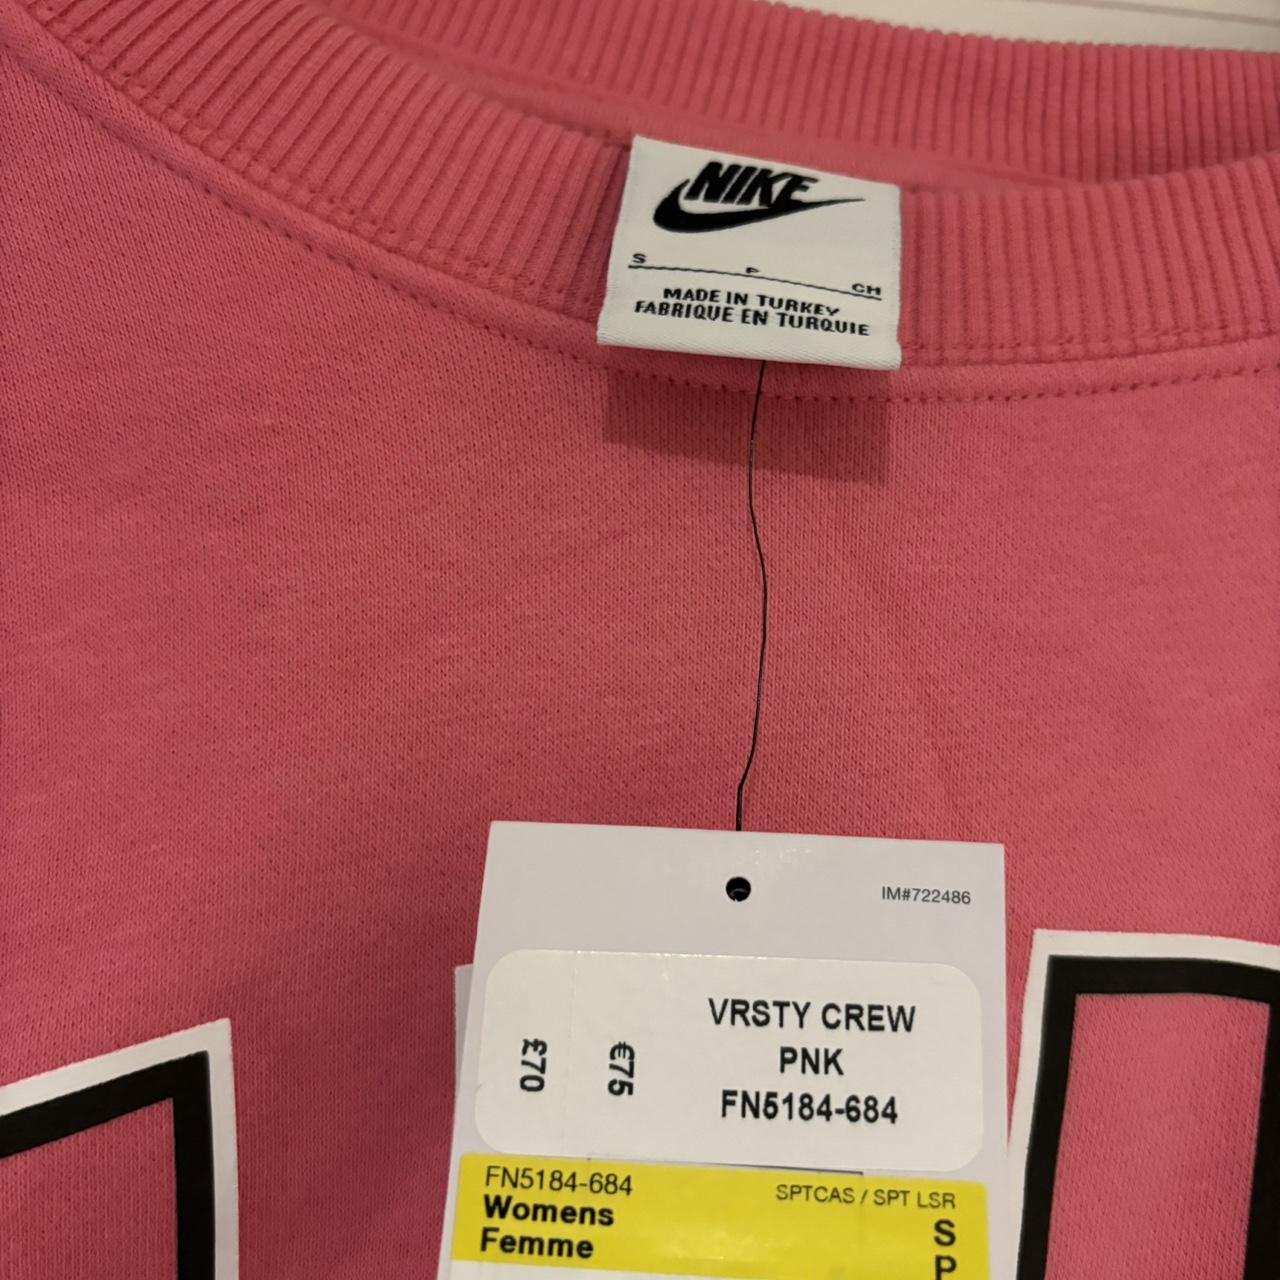 NIKE
S P CH
MADE IN TURKEY
FABRIQUE EN TURQUIE
IM#722486
£70
€75
VRSTY CREW
PNK
FN5184-684
FN5184-684
SPTCAS / SPT LSR
Womens
S
Femme
P